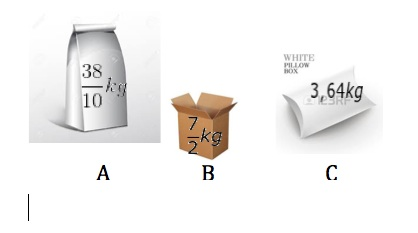 38/10 kg
7/2 kg
WHITE
PILLOW
BOX
3,64kg
A B C